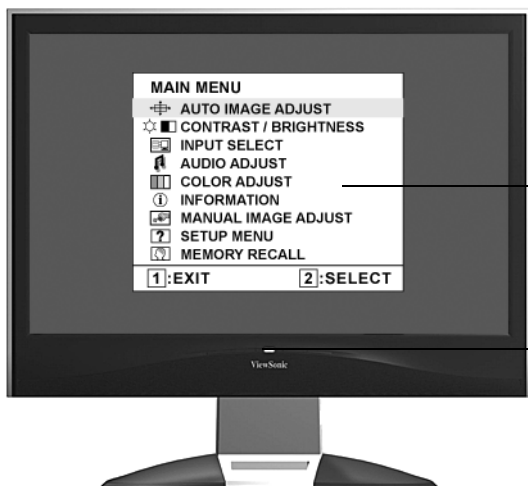 MAIN MENU
AUTO IMAGE ADJUST
CONTRAST / BRIGHTNESS
INPUT SELECT
AUDIO ADJUST
COLOR ADJUST
INFORMATION
MANUAL IMAGE ADJUST
? SETUP MENU
MEMORY RECALL
1:EXIT 2:SELECT
ViewSonic